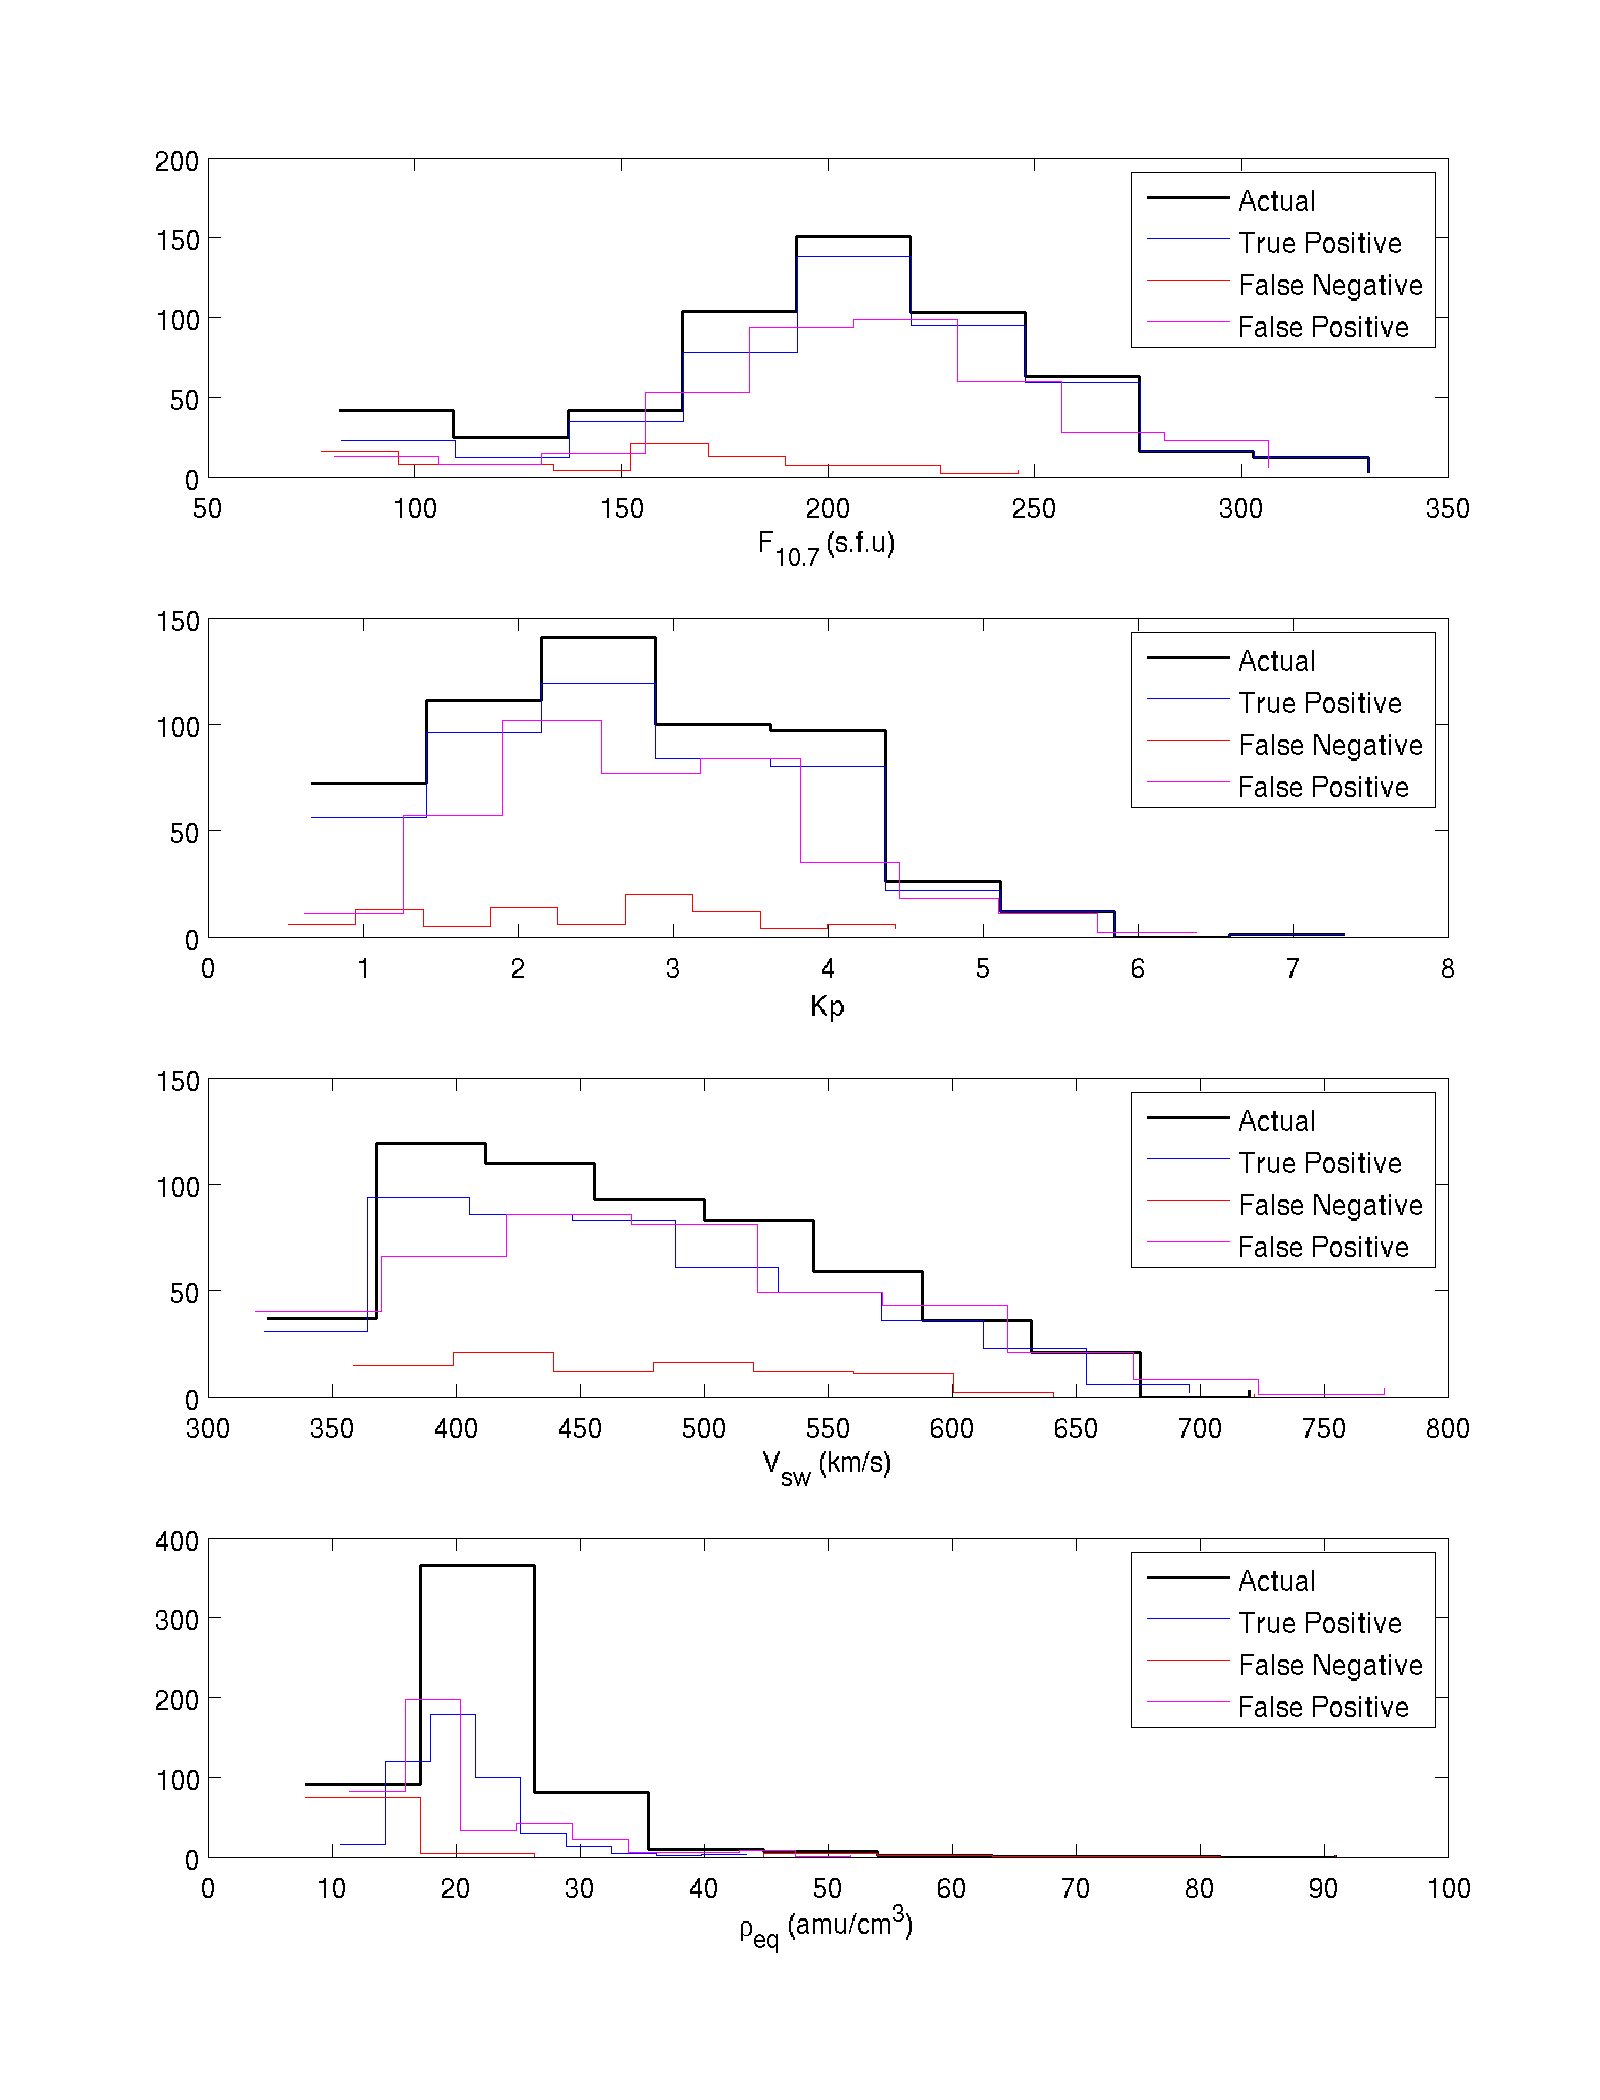 200
150
100
50
0
50 100 150 200 250 300 350
F10.7 (s.f.u)
Actual
True Positive
False Negative
False Positive
150
100
50
0
0 1 2 3 4 5 6 7 8
Kp
Actual
True Positive
False Negative
False Positive
150
100
50
0
300 350 400 450 500 550 600 650 700 750 800
Vsw (km/s)
Actual
True Positive
False Negative
False Positive
400
300
200
100
0
0 10 20 30 40 50 60 70 80 90 100
ρeq (amu/cm³)
Actual
True Positive
False Negative
False Positive